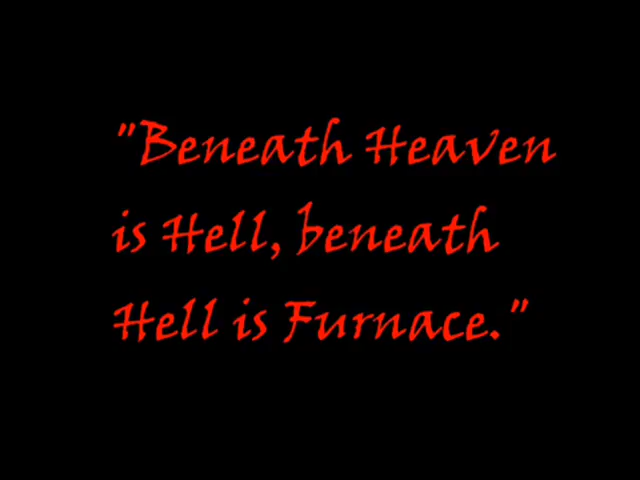 "Beneath Heaven
is Hell, beneath
Hell is Furnace."